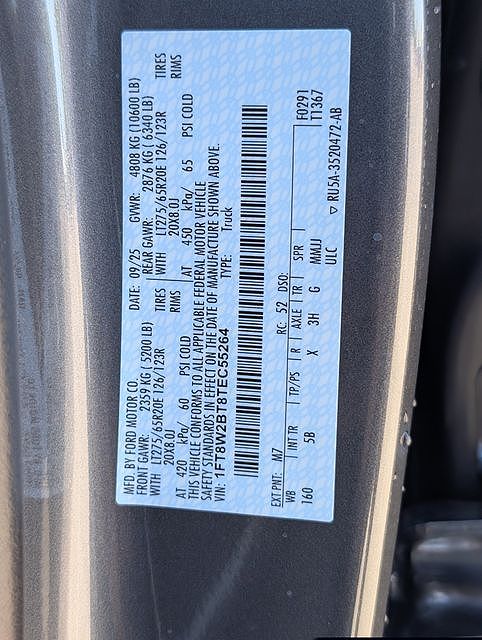 MFD. BY FORD MOTOR CO. DATE: 09/25 GVWR: 4808 KG (10600 LB)
FRONT GAWR: 2359 KG ( 5200 LB) REAR GAWR: 2876 KG ( 6340 LB)
WITH LT275/65R20E 126/123R TIRES WITH LT275/65R20E 126/123R TIRES
20X8.0J RIMS 20X8.0J RIMS
AT 420 kPa/ 60 PSI COLD AT 450 kPa/ 65 PSI COLD
THIS VEHICLE CONFORMS TO ALL APPLICABLE FEDERAL MOTOR VEHICLE
SAFETY STANDARDS IN EFFECT ON THE DATE OF MANUFACTURE SHOWN ABOVE.
1FT8W2BT8TEC55264 TYPE: Truck
EXT PNT: M7 RC: 52 DSO: F0291
WB INT TR TP/PS R AXLE TR SPR T1367
160 5B X 3H G MMJJ
ULC
▽ RU5A-3520472-AB